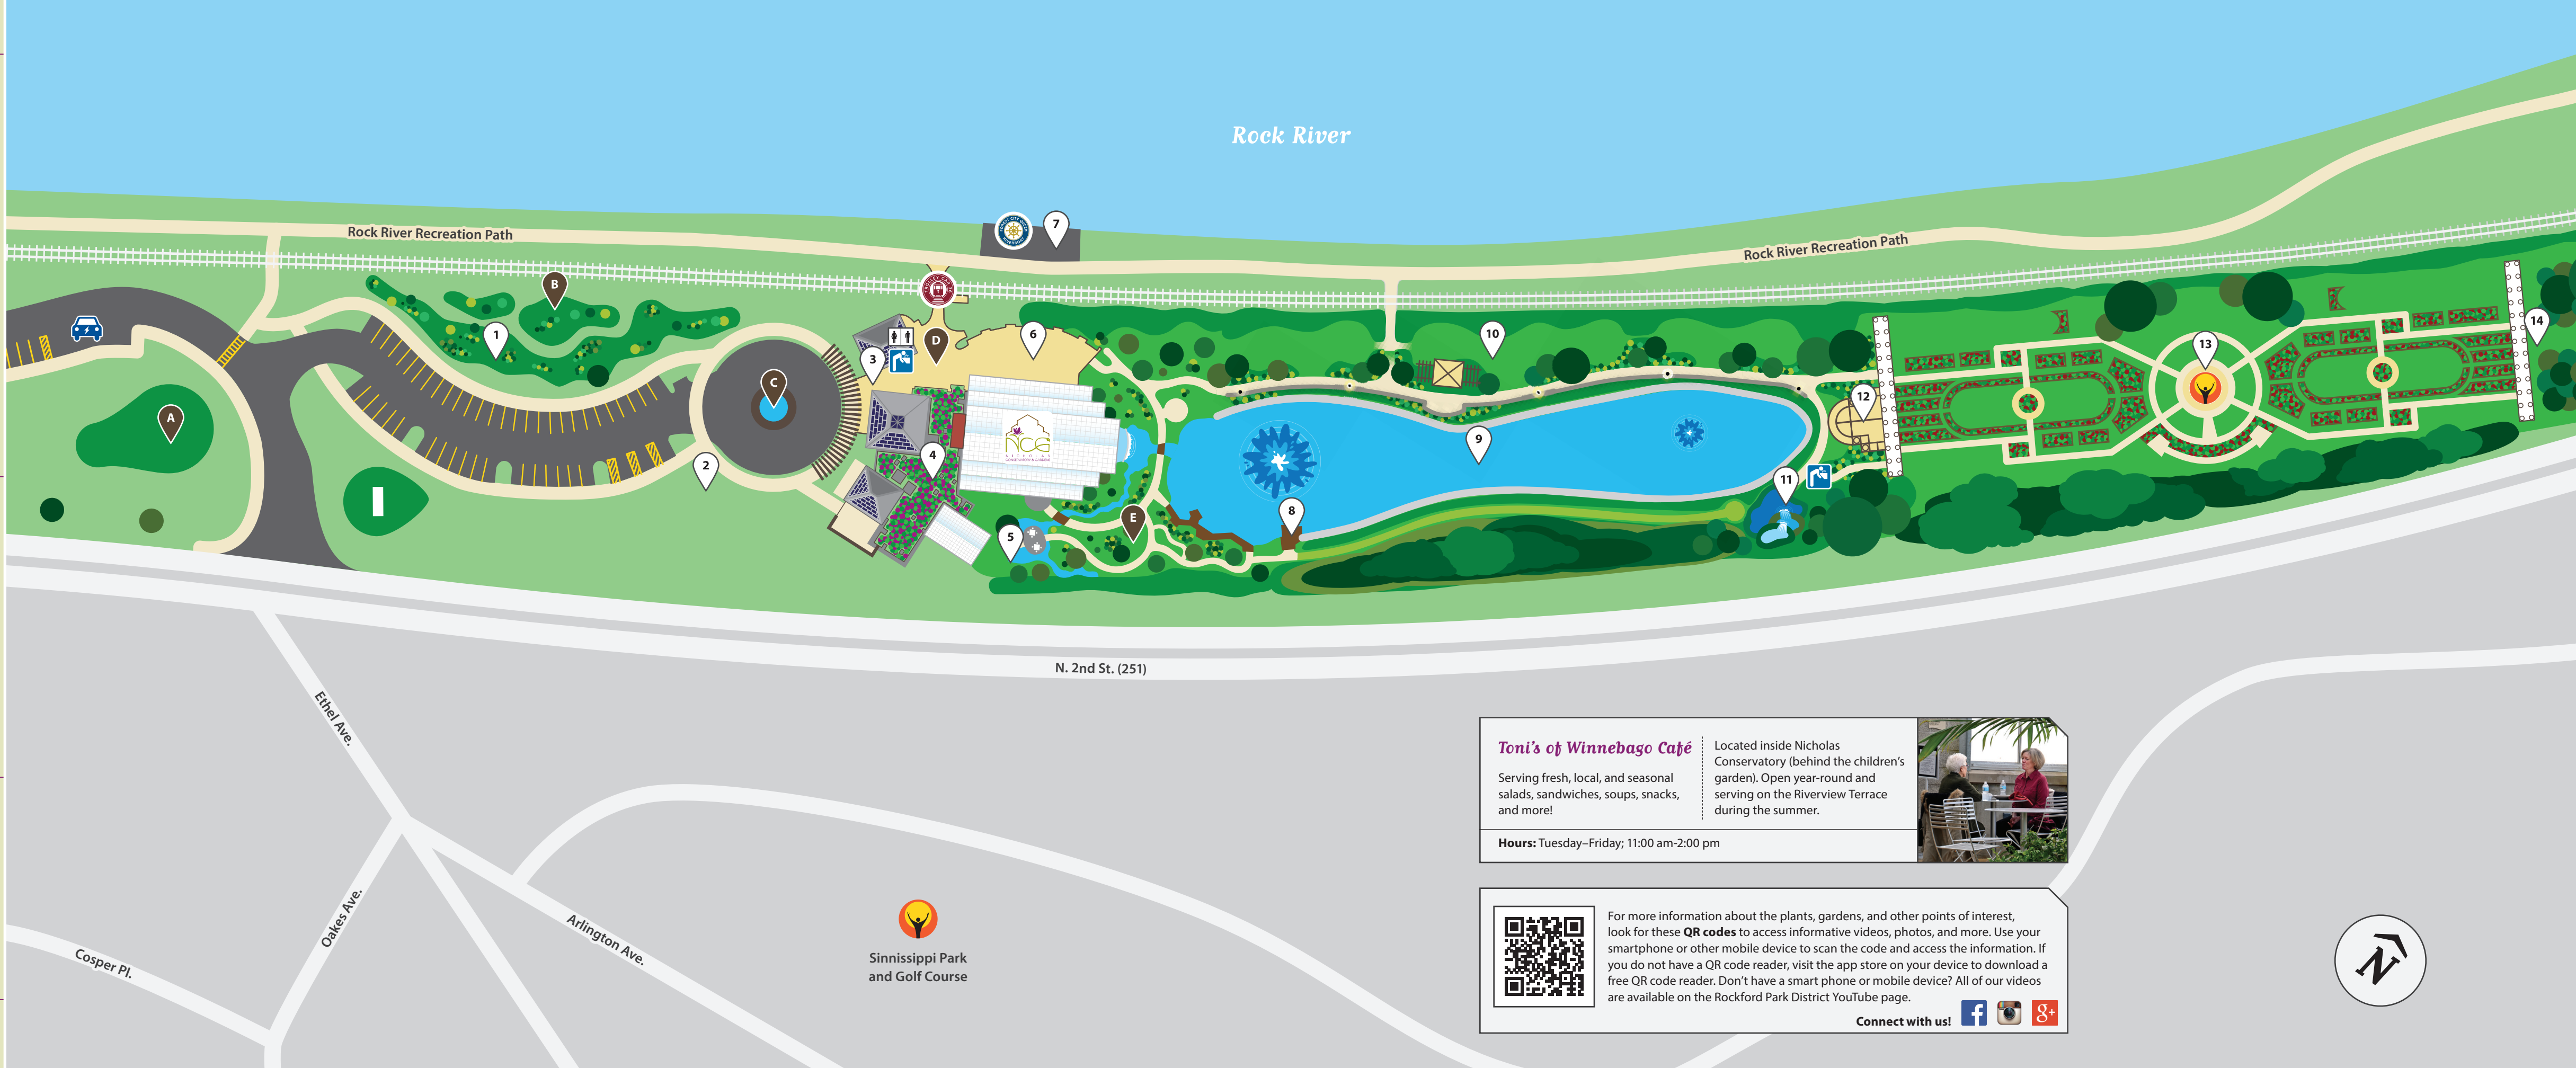 Rock River
7
Rock River Recreation Path
Rock River Recreation Path
B
1
3
D
6
10
14
13
C
12
A
2
4
9
11
8
E
5
NCG
NICHOLAS
CONSERVATORY & GARDENS
N. 2nd St. (251)
Ethel Ave.
Oakes Ave.
Cosper Pl.
Arlington Ave.
Sinnissippi Park
and Golf Course
Toni's of Winnebago Café
Serving fresh, local, and seasonal
salads, sandwiches, soups, snacks,
and more!
Located inside Nicholas
Conservatory (behind the children's
garden). Open year-round and
serving on the Riverview Terrace
during the summer.
Hours: Tuesday–Friday; 11:00 am-2:00 pm
For more information about the plants, gardens, and other points of interest,
look for these QR codes to access informative videos, photos, and more. Use your
smartphone or other mobile device to scan the code and access the information. If
you do not have a QR code reader, visit the app store on your device to download a
free QR code reader. Don't have a smart phone or mobile device? All of our videos
are available on the Rockford Park District YouTube page.
Connect with us!
f
g+
N